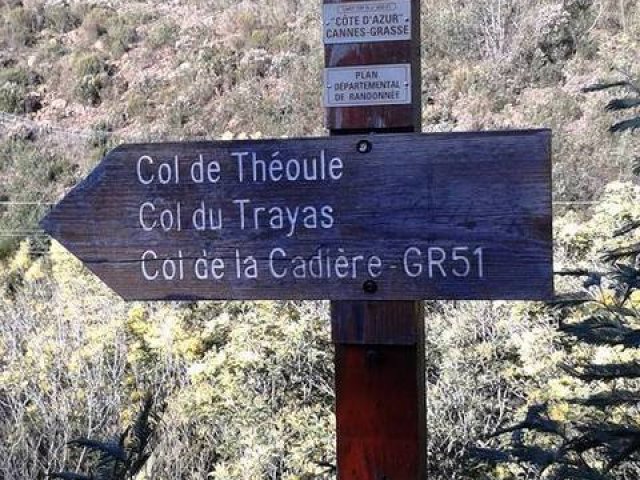 "CÔTE D'AZUR"
CANNES-GRASSE
PLAN
DÉPARTEMENTAL
DE RANDONNÉE
Col de Théoule
Col du Trayas
Col de la Cadière - GR51